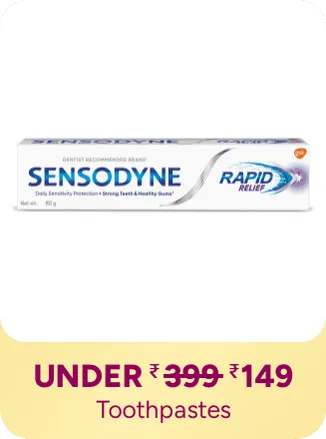 DENTIST RECOMMENDED BRAND
SENSODYNE
Daily Sensitivity Protection + Strong Teeth & Healthy Gums*
RAPID
RELIEF
Net wt. 80 g
UNDER ₹399 ₹149
Toothpastes